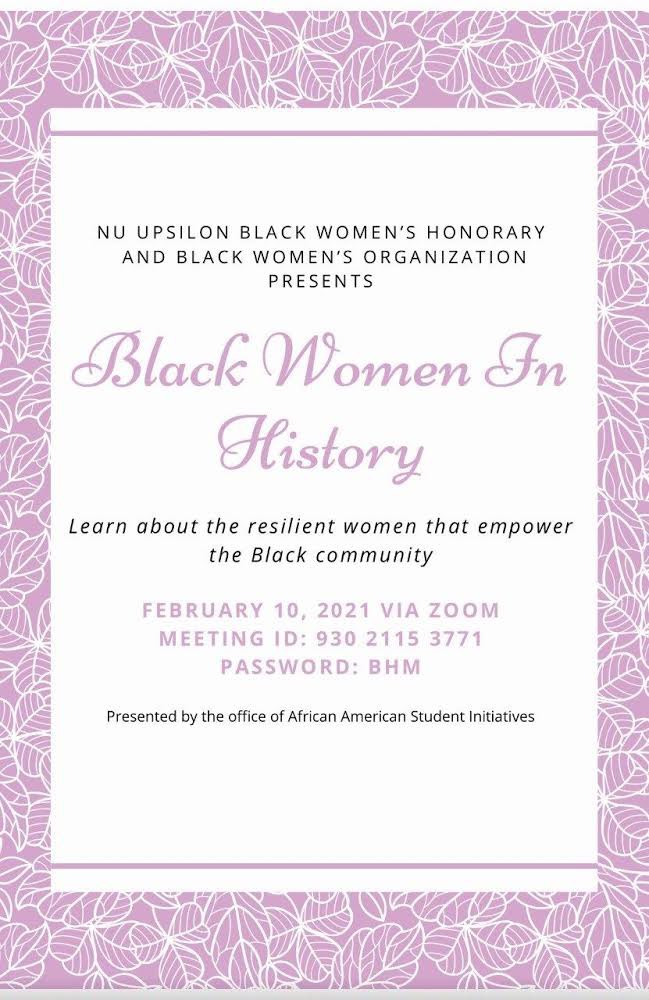 NU UPSILON BLACK WOMEN'S HONORARY
AND BLACK WOMEN'S ORGANIZATION
PRESENTS
Black Women In
History
Learn about the resilient women that empower
the Black community
FEBRUARY 10, 2021 VIA ZOOM
MEETING ID: 930 2115 3771
PASSWORD: BHM
Presented by the office of African American Student Initiatives